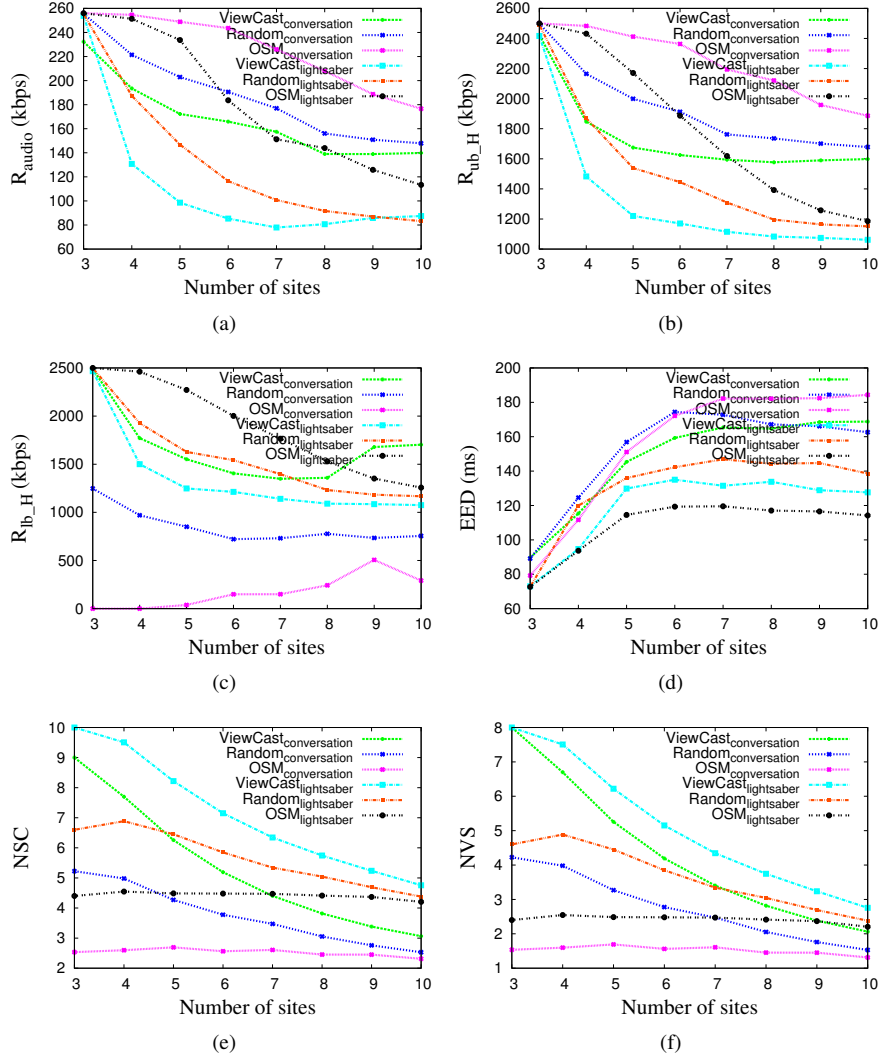 260
240
220
200
180
160
140
120
100
80
60
R_audio (kbps)
ViewCast_conversation
Random_conversation
OSM_conversation
ViewCast_lightsaber
Random_lightsaber
OSM_lightsaber
3 4 5 6 7 8 9 10
Number of sites
(a)
2600
2400
2200
2000
1800
1600
1400
1200
1000
R_ub_H (kbps)
ViewCast_conversation
Random_conversation
OSM_conversation
ViewCast_lightsaber
Random_lightsaber
OSM_lightsaber
3 4 5 6 7 8 9 10
Number of sites
(b)
2500
2000
1500
1000
500
0
R_lb_H (kbps)
ViewCast_conversation
Random_conversation
OSM_conversation
ViewCast_lightsaber
Random_lightsaber
OSM_lightsaber
3 4 5 6 7 8 9 10
Number of sites
(c)
200
180
160
140
120
100
80
60
EED (ms)
ViewCast_conversation
Random_conversation
OSM_conversation
ViewCast_lightsaber
Random_lightsaber
OSM_lightsaber
3 4 5 6 7 8 9 10
Number of sites
(d)
10
9
8
7
6
5
4
3
2
NSC
ViewCast_conversation
Random_conversation
OSM_conversation
ViewCast_lightsaber
Random_lightsaber
OSM_lightsaber
3 4 5 6 7 8 9 10
Number of sites
(e)
8
7
6
5
4
3
2
1
NVS
ViewCast_conversation
Random_conversation
OSM_conversation
ViewCast_lightsaber
Random_lightsaber
OSM_lightsaber
3 4 5 6 7 8 9 10
Number of sites
(f)